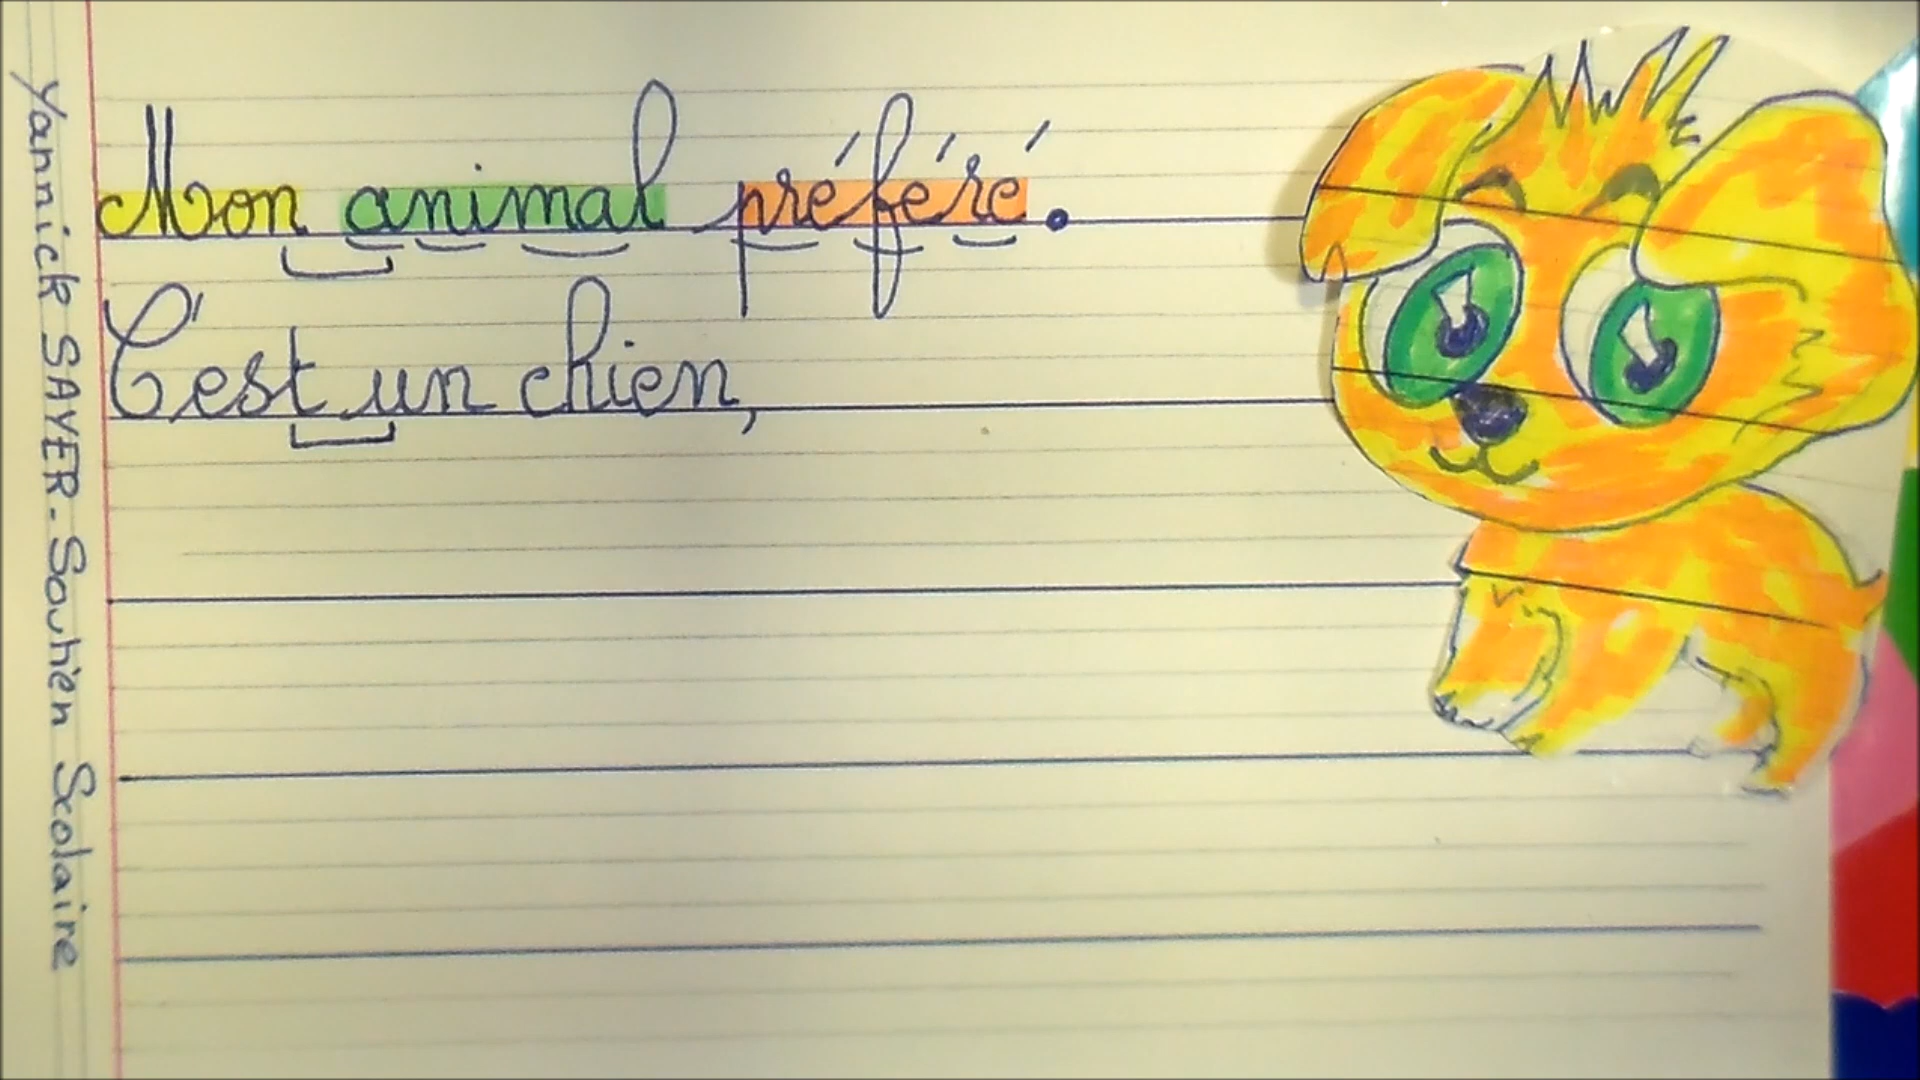 Mon animal préféré.
C'est un chien,
Yannick SAYER - Soutien Scolaire